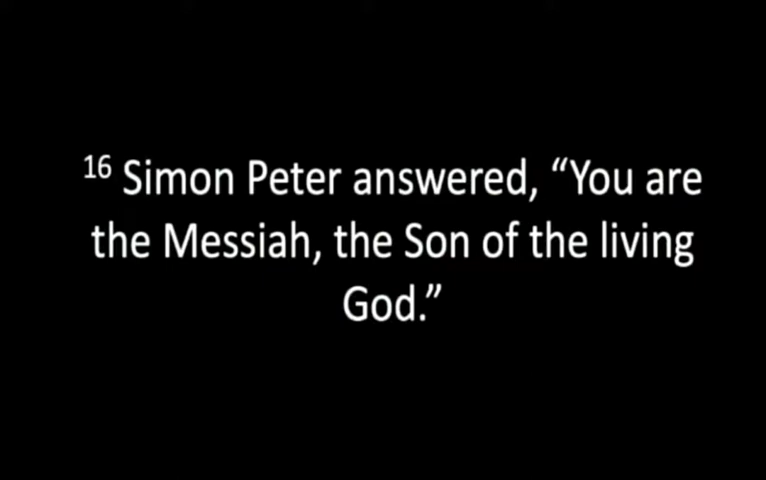 16 Simon Peter answered, “You are
the Messiah, the Son of the living
God.”